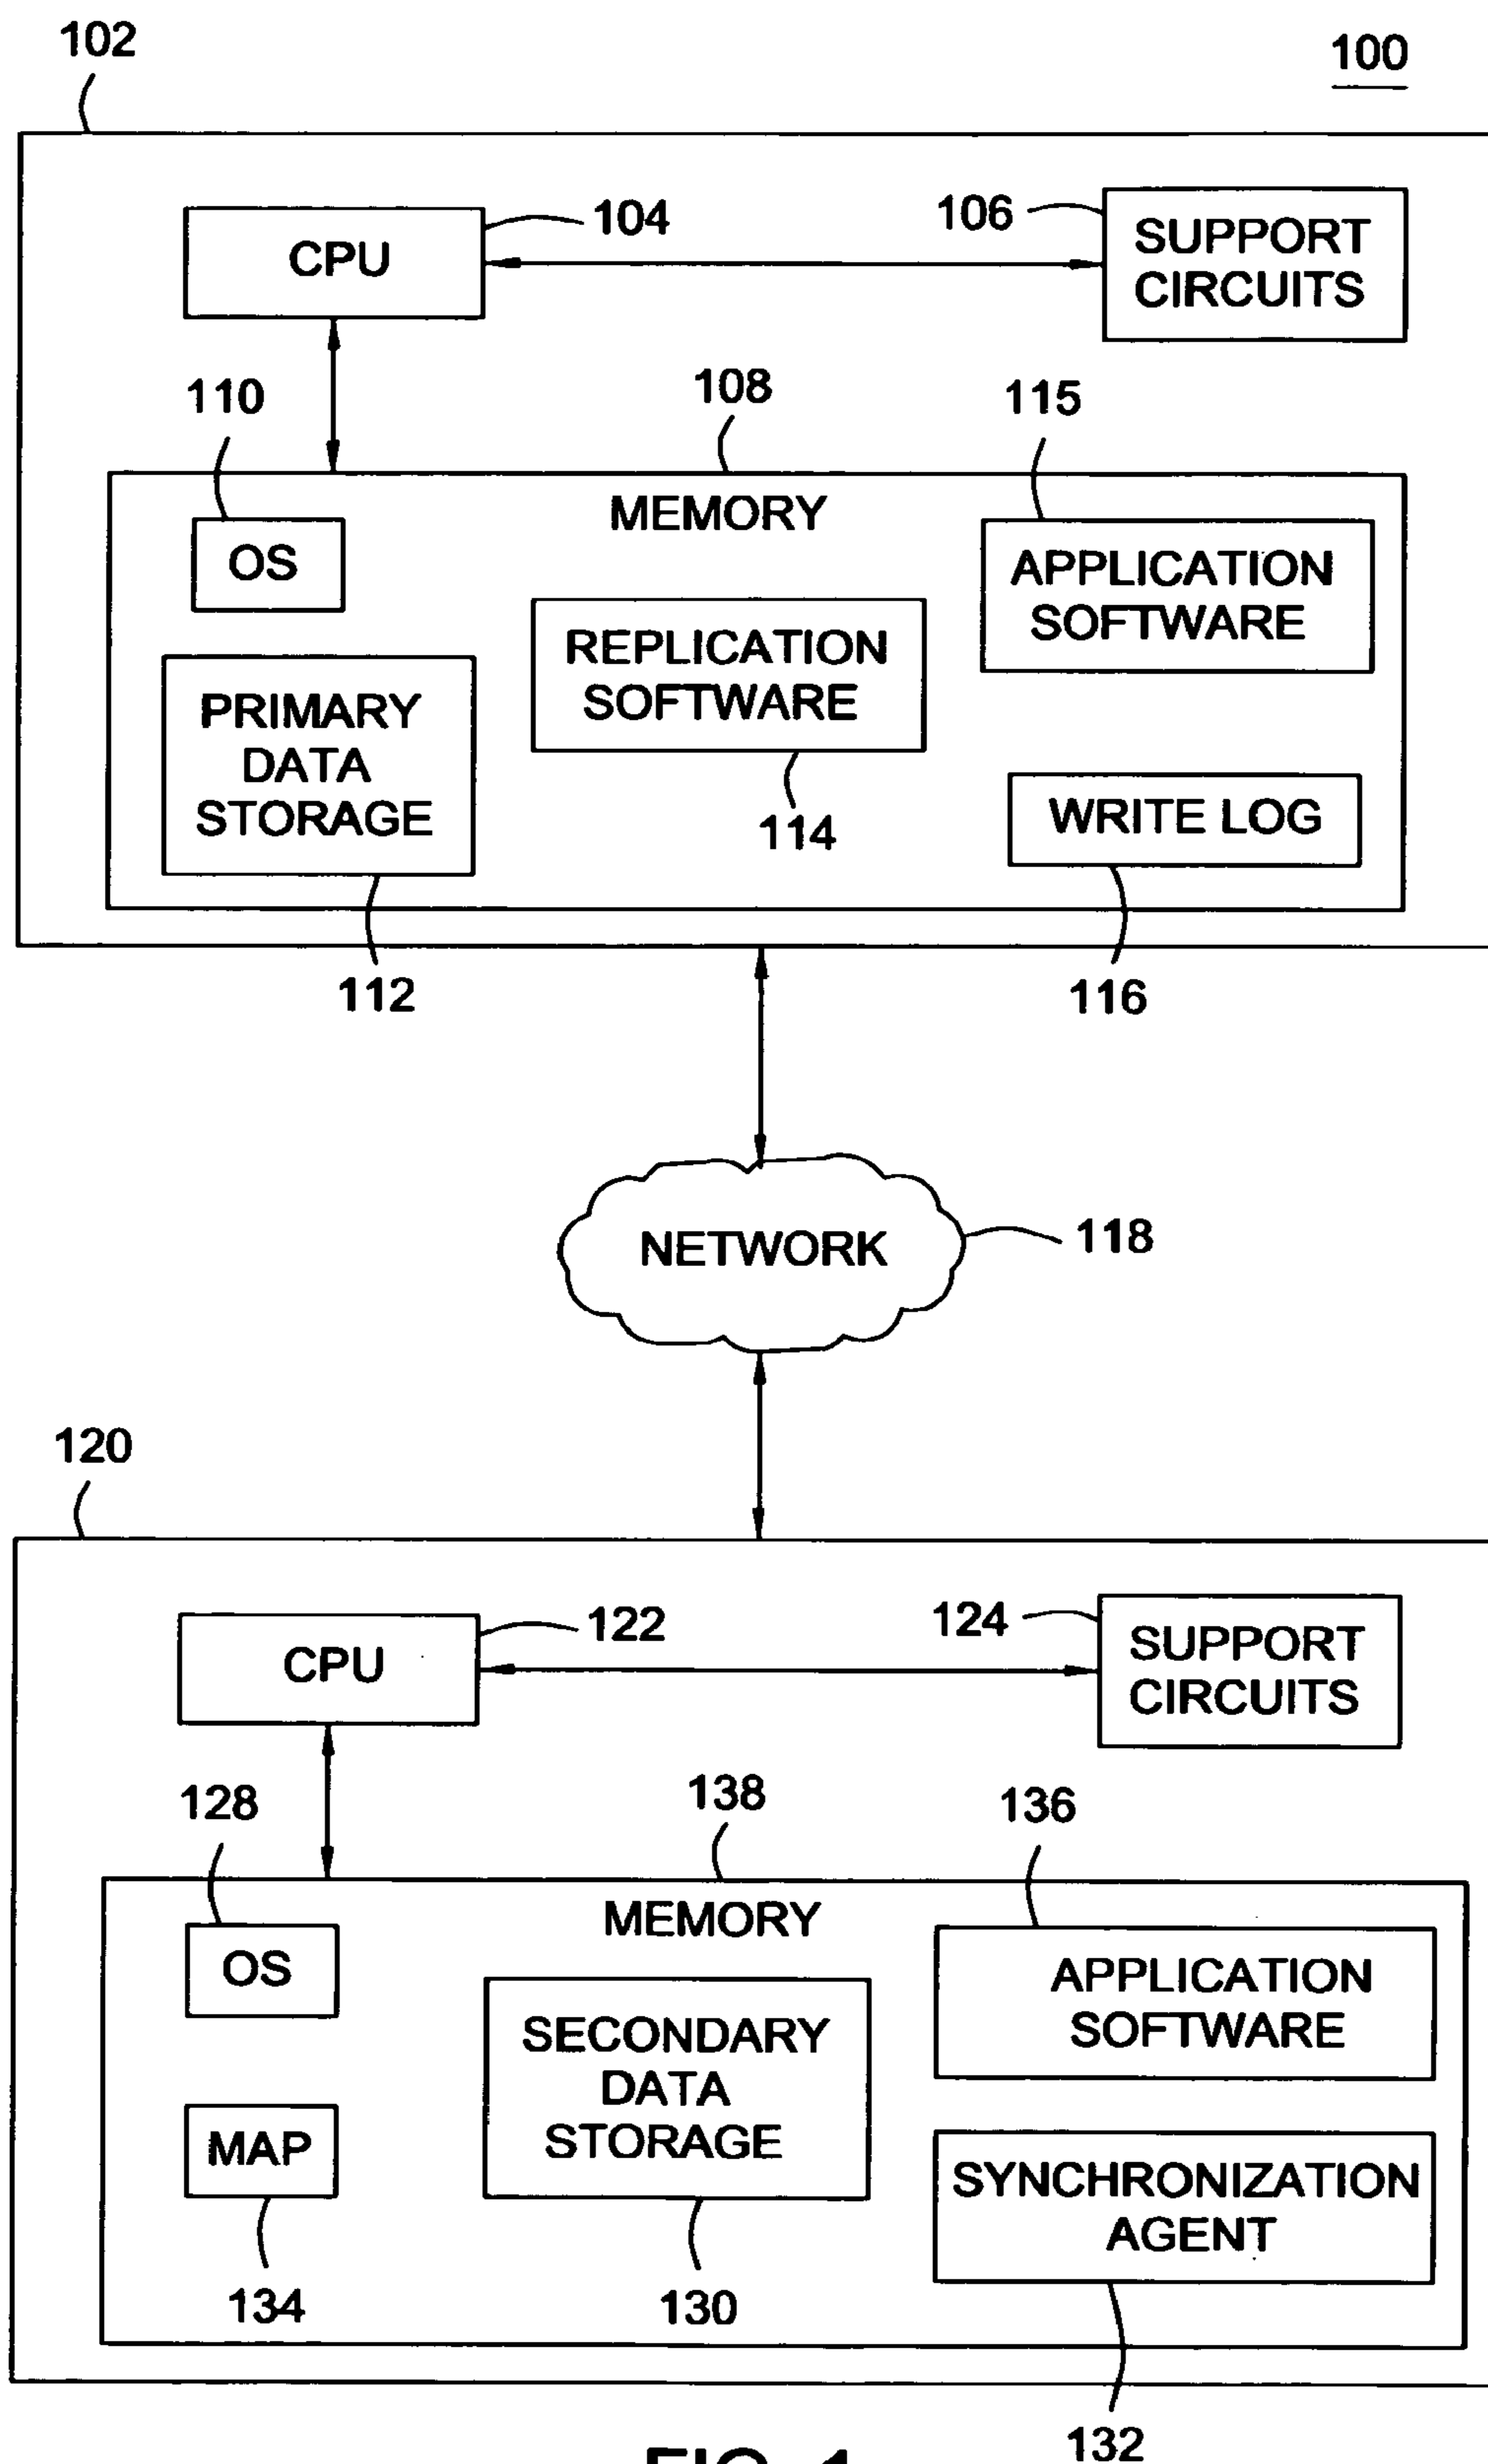 102
100
CPU
104
106
SUPPORT
CIRCUITS
110
108
115
MEMORY
OS
APPLICATION
SOFTWARE
REPLICATION
SOFTWARE
PRIMARY
DATA
STORAGE
114
WRITE LOG
112
116
NETWORK
118
120
CPU
122
124
SUPPORT
CIRCUITS
128
138
136
MEMORY
OS
APPLICATION
SOFTWARE
SECONDARY
DATA
STORAGE
MAP
SYNCHRONIZATION
AGENT
134
130
132
FIG. 1